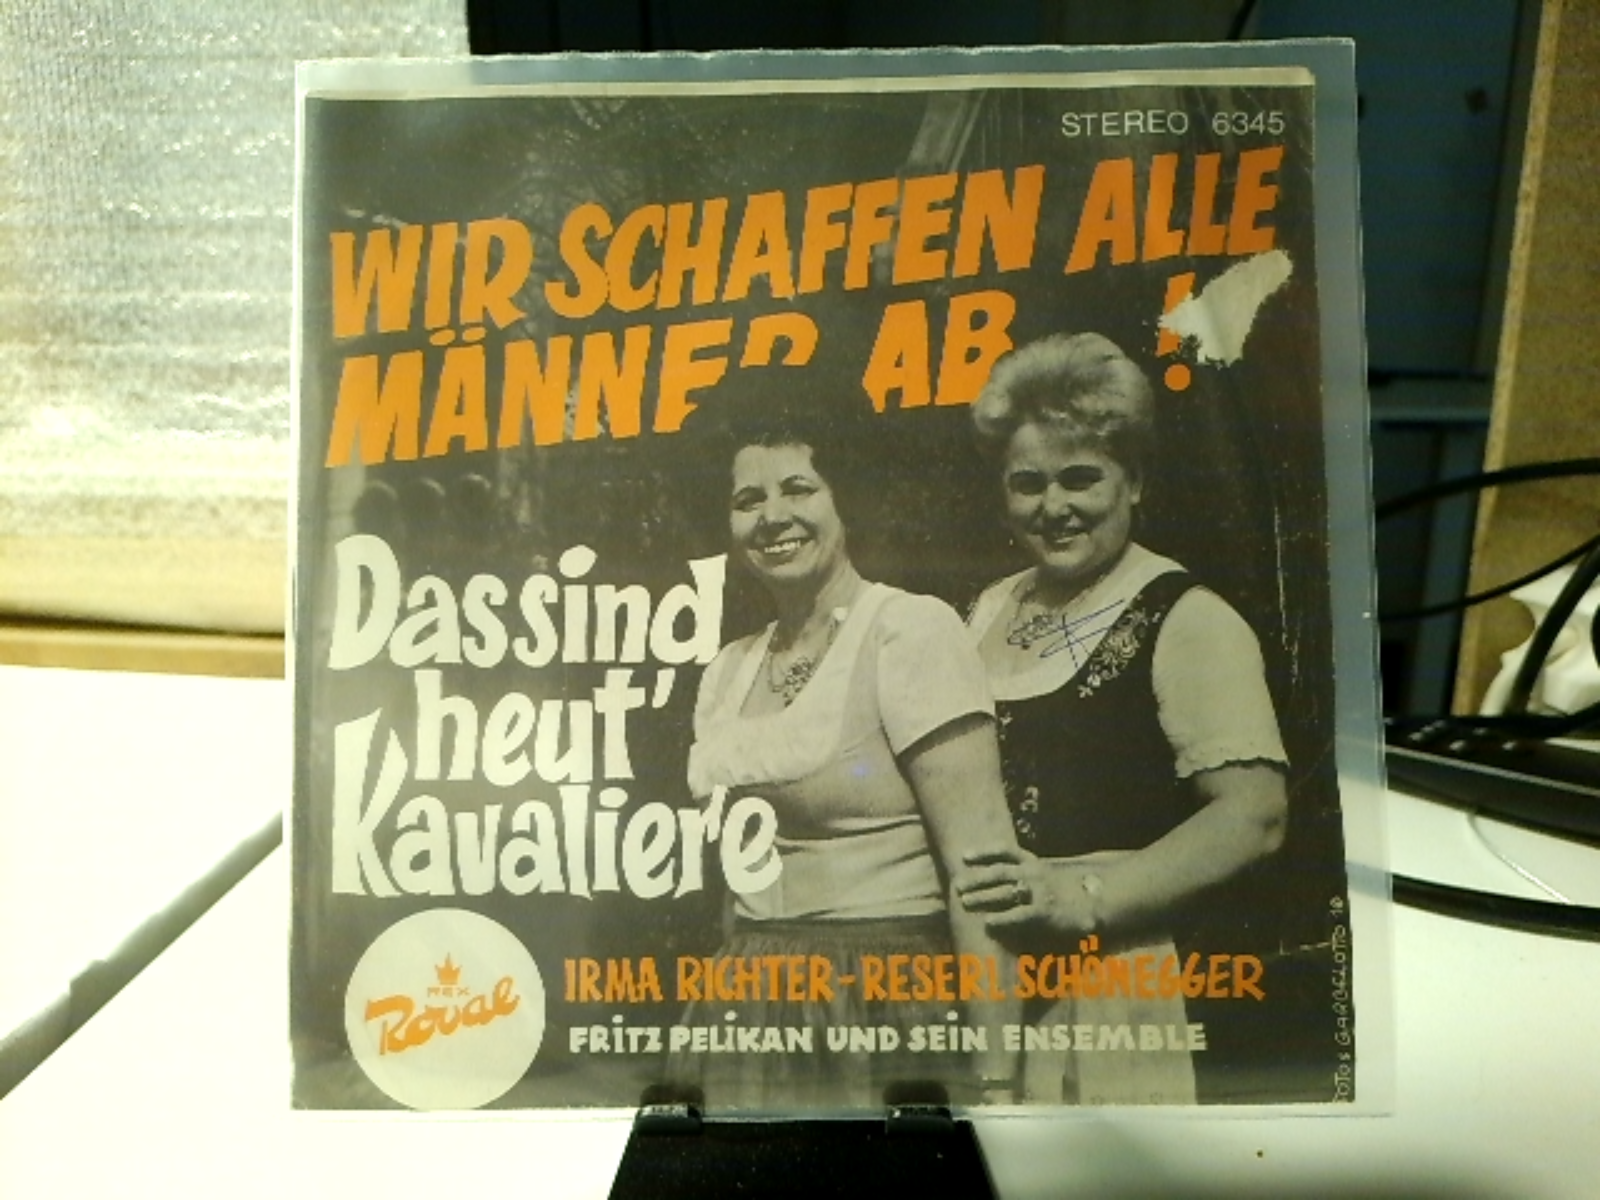 STEREO 6345
WIR SCHAFFEN ALLE
MÄNNER AB !
Das sind
heut'
Kavaliere
REX
Royal
IRMA RICHTER-RESERL SCHÖNEGGER
FRITZ PELIKAN UND SEIN ENSEMBLE